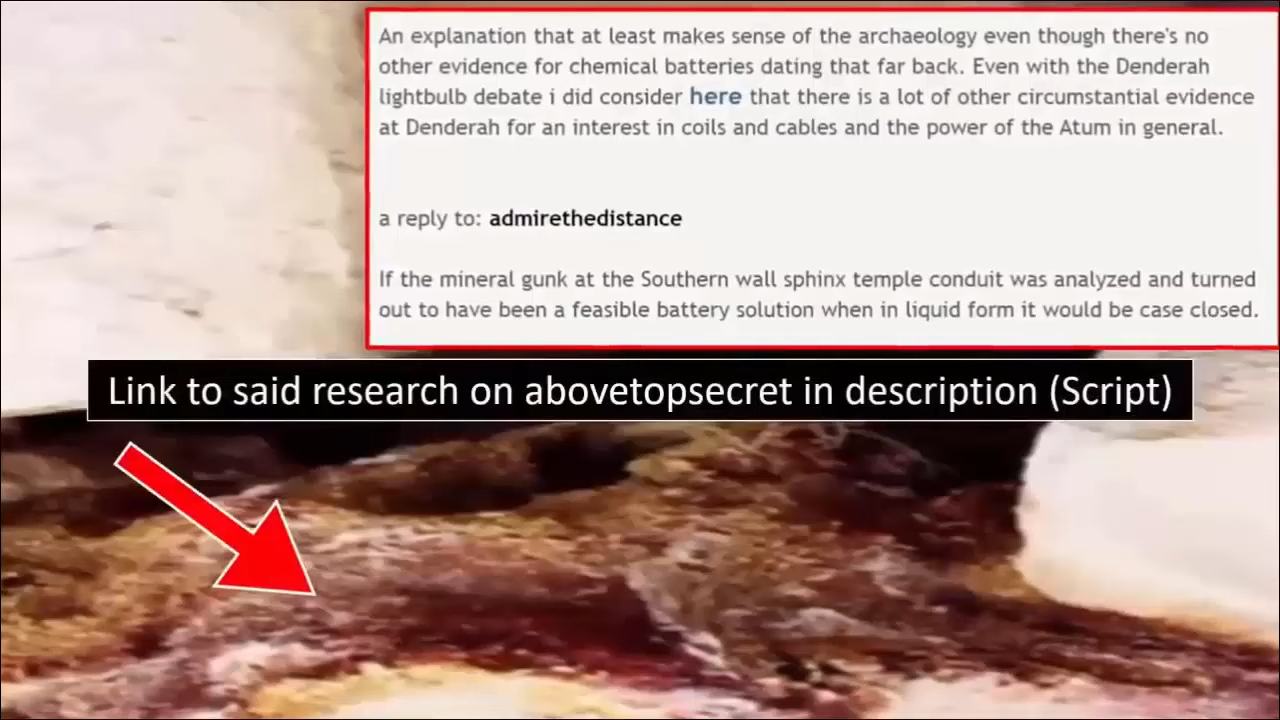 An explanation that at least makes sense of the archaeology even though there's no
other evidence for chemical batteries dating that far back. Even with the Denderah
lightbulb debate i did consider here that there is a lot of other circumstantial evidence
at Denderah for an interest in coils and cables and the power of the Atum in general.
a reply to: admirethedistance
If the mineral gunk at the Southern wall sphinx temple conduit was analyzed and turned
out to have been a feasible battery solution when in liquid form it would be case closed.
Link to said research on abovetopsecret in description (Script)